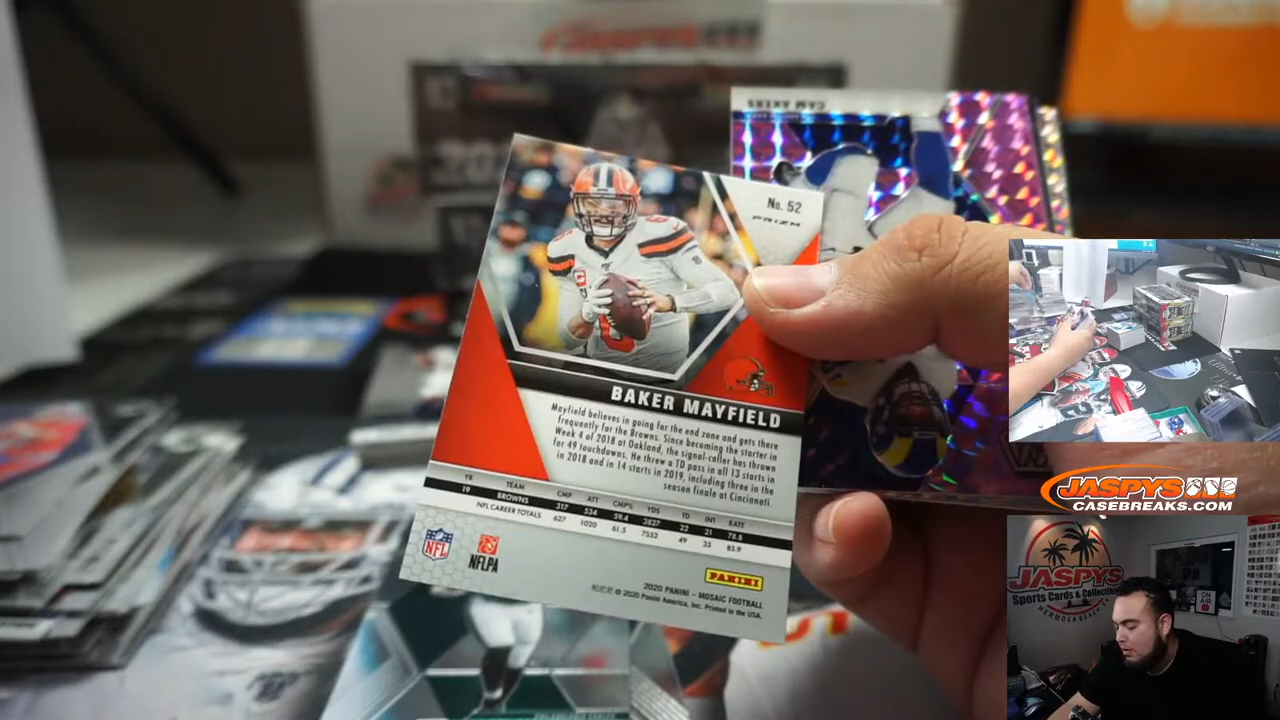 JASPYS
CAM AKERS
No. 52
PRIZM
BAKER MAYFIELD
Mayfield believes in going for the end zone and gets there
frequently for the Browns. Since becoming the starter in
Week 4 of 2018 at Oakland, the signal-caller has thrown
for 49 touchdowns. He threw a TD pass in all 13 starts in
2018 and in 14 starts in 2019, including three in the
season finale at Cincinnati.
YR TEAM CMP ATT CMP% YDS TD INT RATE
19 BROWNS 317 534 59.4 3827 22 21 78.8
NFL CAREER TOTALS 627 1020 61.5 7552 49 35 85.9
NFL
NFLPA
PANINI
2020 PANINI – MOSAIC FOOTBALL
© 2020 Panini America, Inc. Printed in the USA.
JASPYS
CASEBREAKS.COM
JASPYS
Sports Cards & Collectibles
HERMOSA BEACH
ON
AIR